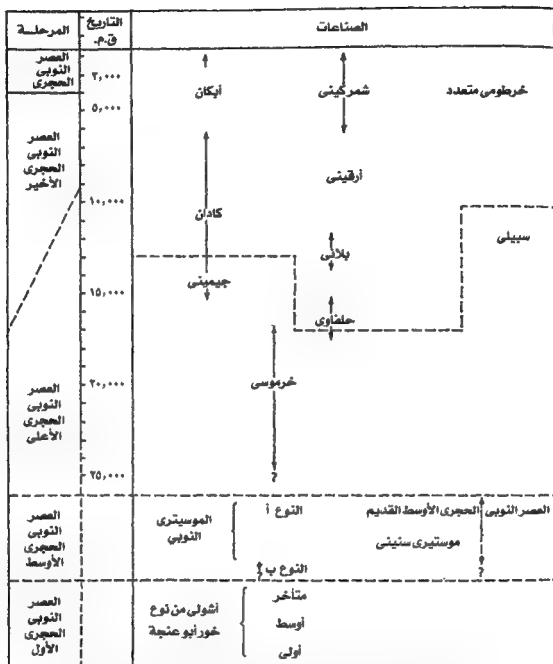 المرحلة
التاريخ
ق.م.
الصناعات
العصر
النوبى
الحجرى
٣,٠٠٠
٥,٠٠٠
أبكان
شمركينى
خرطومى متعدد
العصر
النوبى
الحجرى
الأخير
أرقينى
١٠,٠٠٠
كادان
بلانى
سبيلى
جيمينى
١٥,٠٠٠
حلفاوى
خرموسى
٢٠,٠٠٠
العصر
النوبى
الحجرى
الأعلى
٢٥,٠٠٠
?
العصر
النوبى
الحجرى
الأوسط
الموسيترى
النوبي
النوع أ
النوع ب
?
العصر النوبى الحجرى الأوسط القديم
موستيرى سنينى
?
العصر
النوبى
الحجرى
الأول
أشولى من نوع
خور أبو عنجة
متأخر
أوسط
أولى